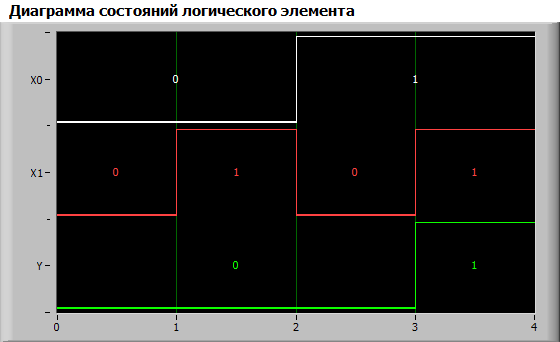 Диаграмма состояний логического элемента
X0
0 1
X1
0 1 0 1
Y
0 1
0 1 2 3 4